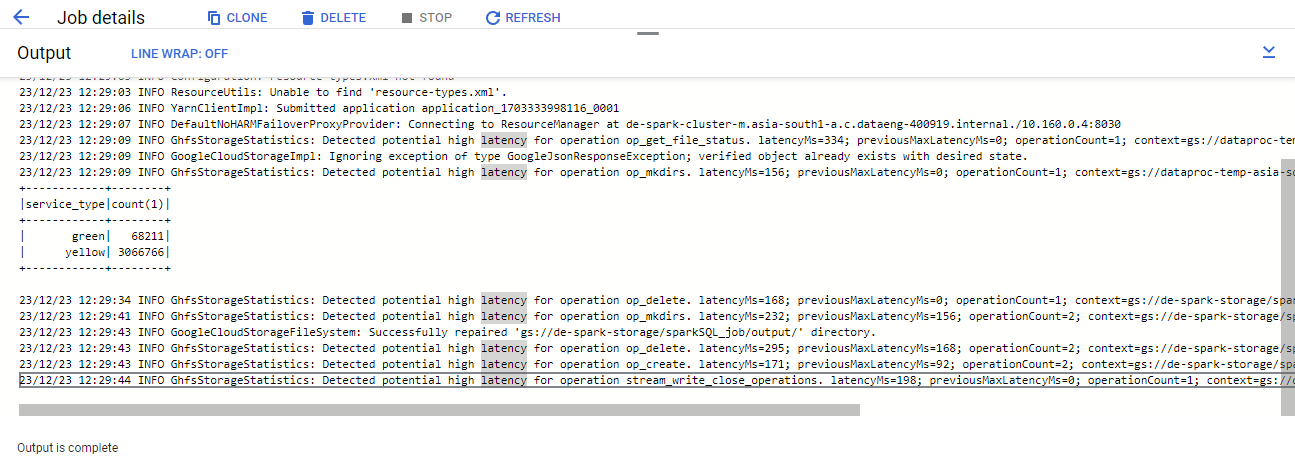 Job details CLONE DELETE STOP REFRESH
Output LINE WRAP: OFF
23/12/23 12:29:03 INFO Configuration: resource-types.xml not found
23/12/23 12:29:03 INFO ResourceUtils: Unable to find 'resource-types.xml'.
23/12/23 12:29:06 INFO YarnClientImpl: Submitted application application_1703333998116_0001
23/12/23 12:29:07 INFO DefaultNoHARMFailoverProxyProvider: Connecting to ResourceManager at de-spark-cluster-m.asia-south1-a.c.dataeng-400919.internal./10.160.0.4:8030
23/12/23 12:29:09 INFO GhfsStorageStatistics: Detected potential high latency for operation op_get_file_status. latencyMs=334; previousMaxLatencyMs=0; operationCount=1; context=gs://dataproc-tem
23/12/23 12:29:09 INFO GoogleCloudStorageImpl: Ignoring exception of type GoogleJsonResponseException; verified object already exists with desired state.
23/12/23 12:29:09 INFO GhfsStorageStatistics: Detected potential high latency for operation op_mkdirs. latencyMs=156; previousMaxLatencyMs=0; operationCount=1; context=gs://dataproc-temp-asia-so
+------------+--------+
|service_type|count(1)|
+------------+--------+
|       green|   68211|
|      yellow| 3066766|
+------------+--------+
23/12/23 12:29:34 INFO GhfsStorageStatistics: Detected potential high latency for operation op_delete. latencyMs=168; previousMaxLatencyMs=0; operationCount=1; context=gs://de-spark-storage/spa
23/12/23 12:29:41 INFO GhfsStorageStatistics: Detected potential high latency for operation op_mkdirs. latencyMs=232; previousMaxLatencyMs=156; operationCount=2; context=gs://de-spark-storage/sp
23/12/23 12:29:43 INFO GoogleCloudStorageFileSystem: Successfully repaired 'gs://de-spark-storage/sparkSQL_job/output/' directory.
23/12/23 12:29:43 INFO GhfsStorageStatistics: Detected potential high latency for operation op_delete. latencyMs=295; previousMaxLatencyMs=168; operationCount=2; context=gs://de-spark-storage/s
23/12/23 12:29:43 INFO GhfsStorageStatistics: Detected potential high latency for operation op_create. latencyMs=171; previousMaxLatencyMs=92; operationCount=2; context=gs://de-spark-storage/spa
23/12/23 12:29:44 INFO GhfsStorageStatistics: Detected potential high latency for operation stream_write_close_operations. latencyMs=198; previousMaxLatencyMs=0; operationCount=1; context=gs://
Output is complete